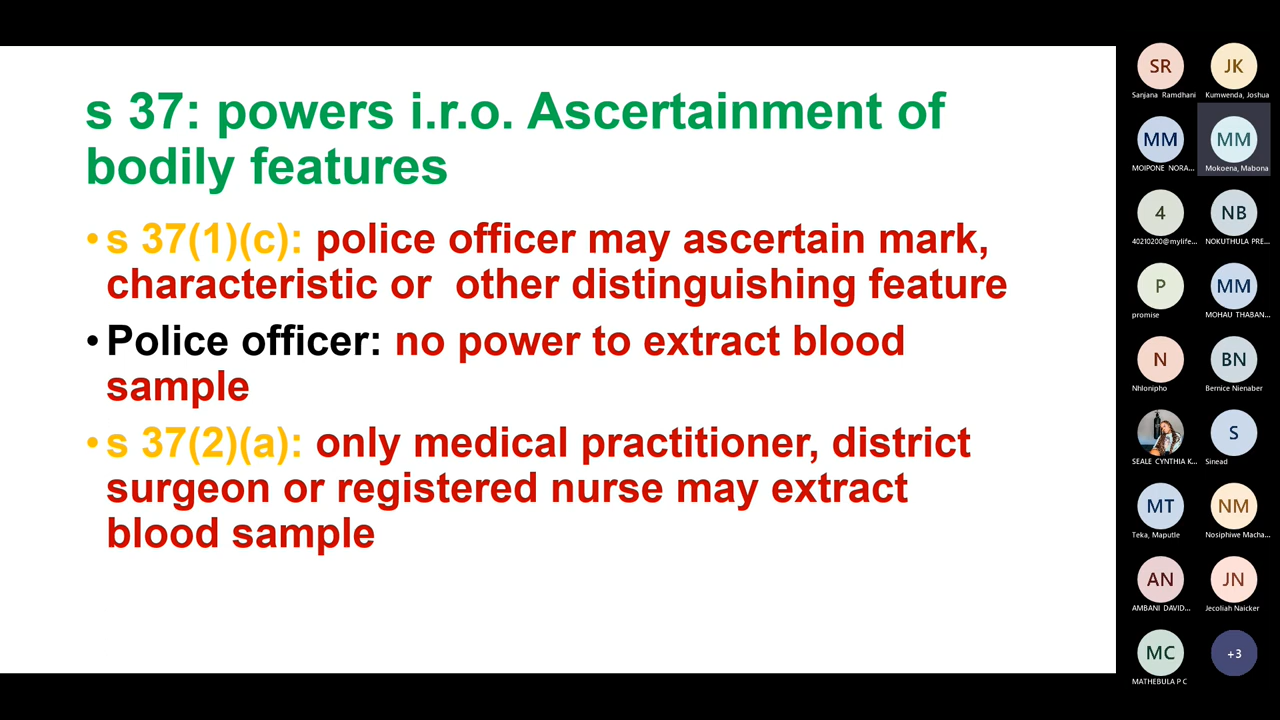 s 37: powers i.r.o. Ascertainment of
bodily features
• s 37(1)(c): police officer may ascertain mark,
characteristic or other distinguishing feature
• Police officer: no power to extract blood
sample
• s 37(2)(a): only medical practitioner, district
surgeon or registered nurse may extract
blood sample
SR
Sanjana Ramdhani
JK
Kumwenda, Joshua
MM
MOIPONE NORA...
MM
Mokoena, Mabona
4
40210200@mylife...
NB
NOKUTHULA PRE...
P
promise
MM
MOHAU THABAN...
N
Nhlonipho
BN
Bernice Nienaber
SEALE CYNTHIA K...
S
Sinead
MT
Teka, Maputle
NM
Nosiphiwe Macha...
AN
AMBANI DAVID...
JN
Jecoliah Naicker
MC
MATHEBULA P C
+3